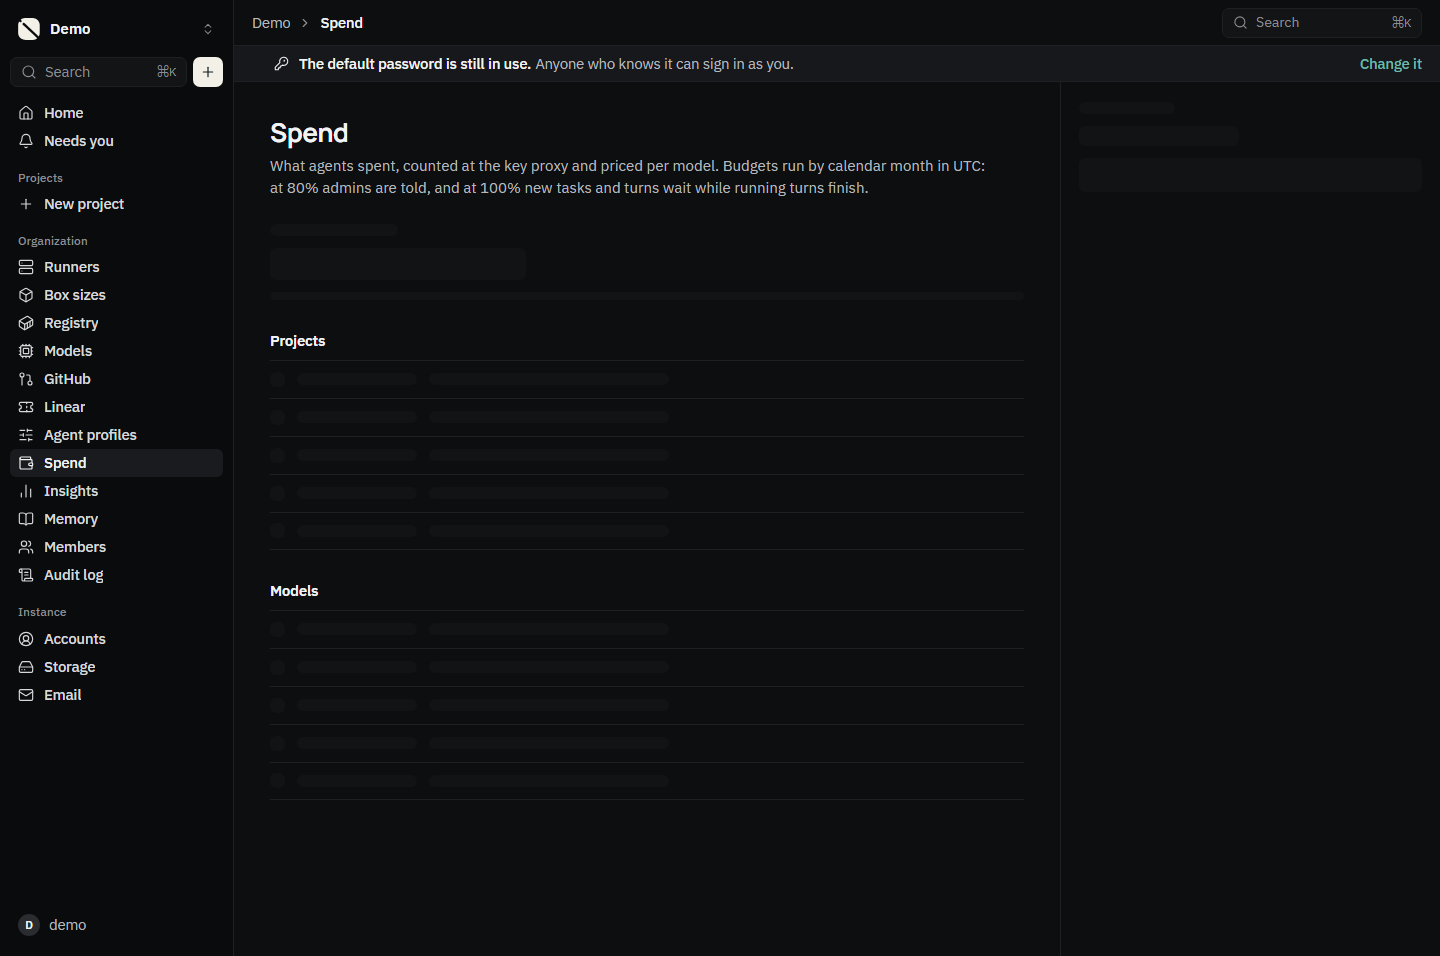 Demo
Search ⌘K
Home
Needs you
Projects
New project
Organization
Runners
Box sizes
Registry
Models
GitHub
Linear
Agent profiles
Spend
Insights
Memory
Members
Audit log
Instance
Accounts
Storage
Email
D demo
Demo > Spend
Search ⌘K
The default password is still in use. Anyone who knows it can sign in as you.
Change it
Spend
What agents spent, counted at the key proxy and priced per model. Budgets run by calendar month in UTC:
at 80% admins are told, and at 100% new tasks and turns wait while running turns finish.
Projects
Models